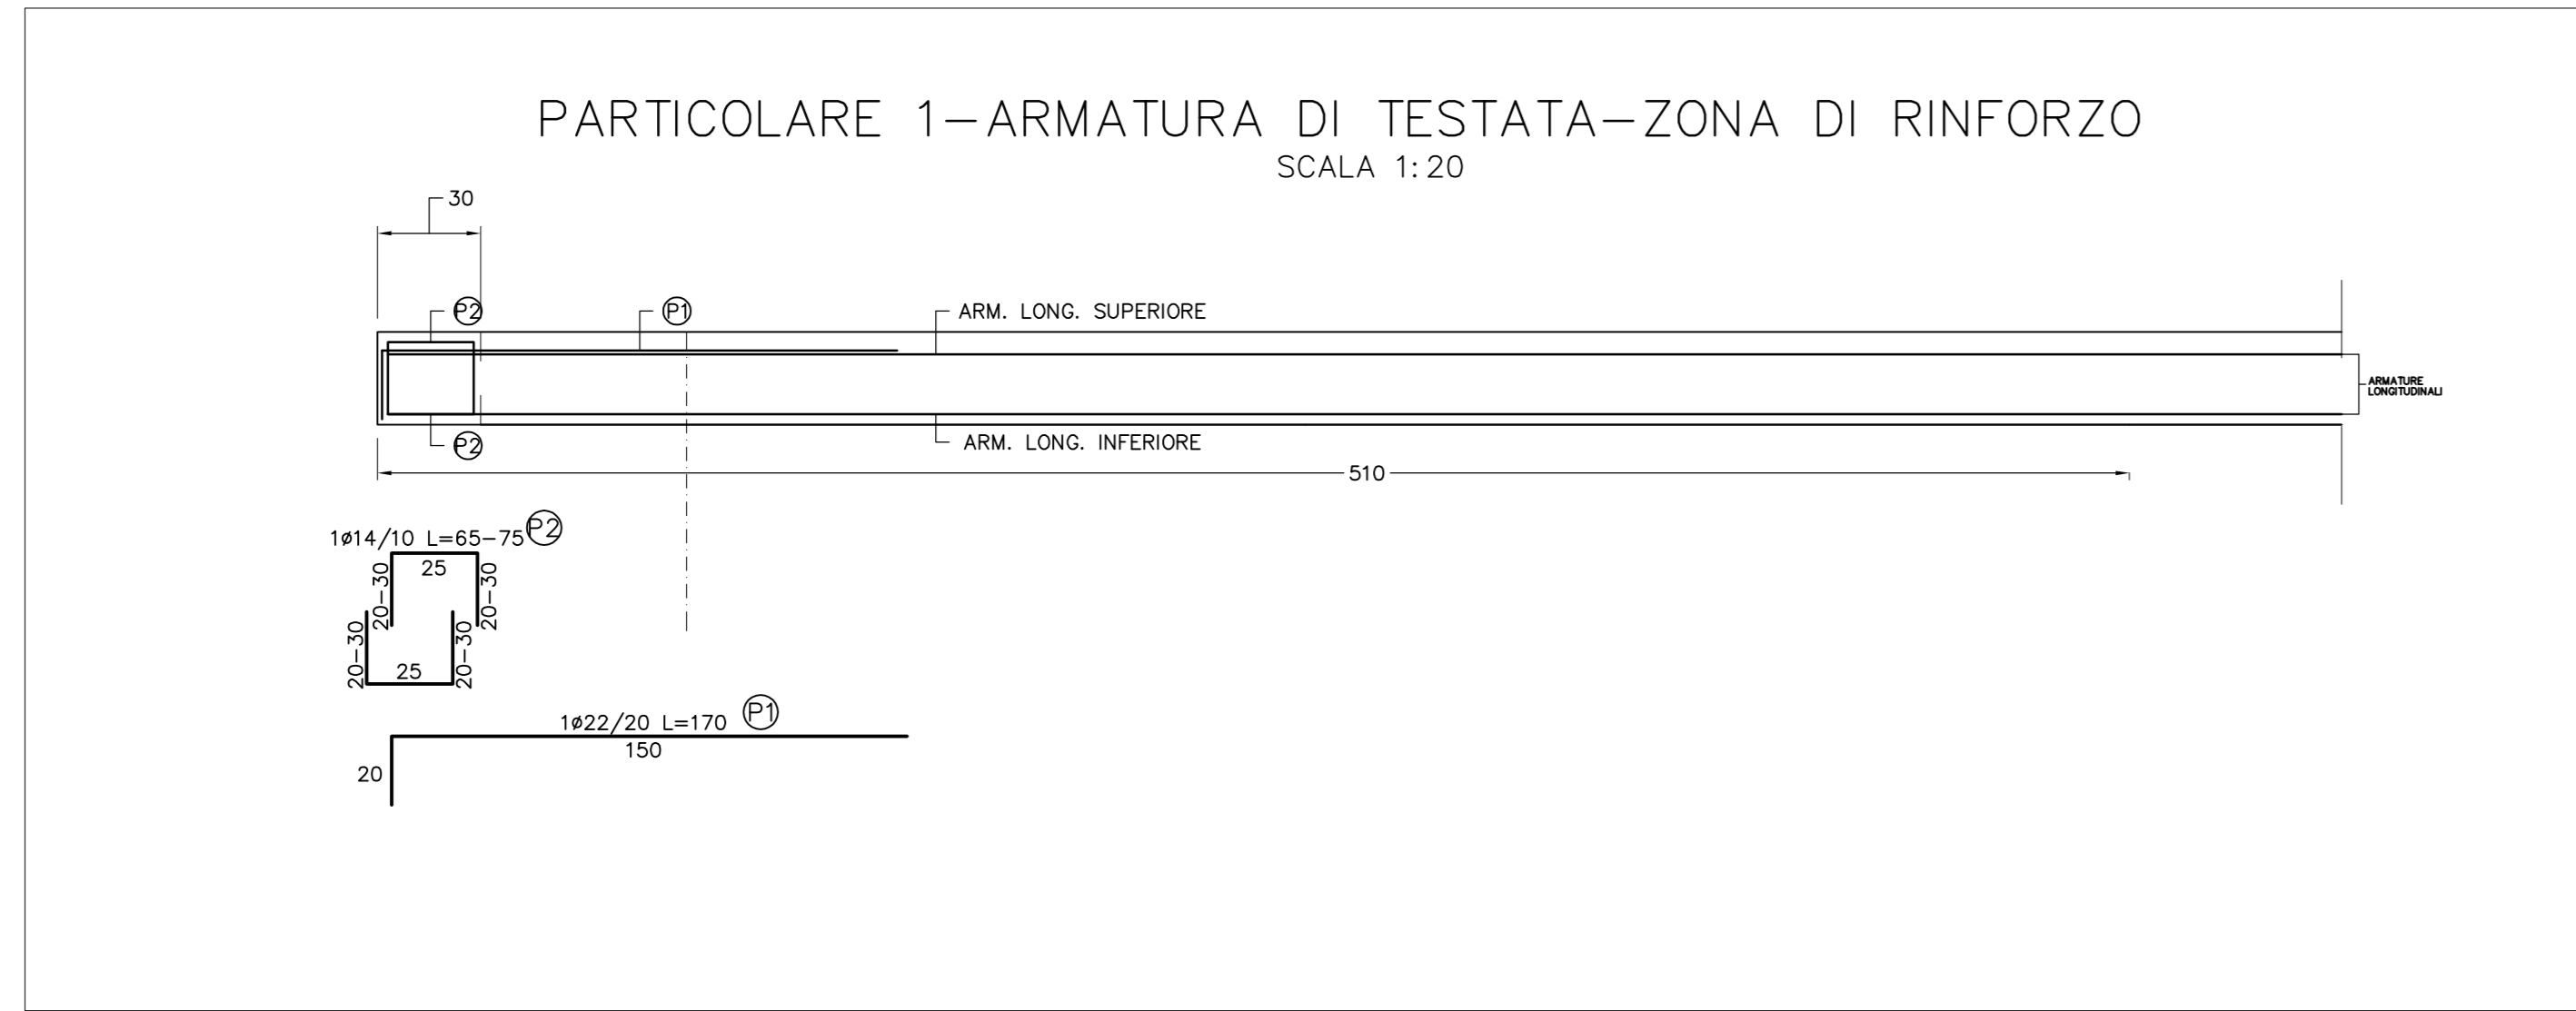 PARTICOLARE 1-ARMATURA DI TESTATA-ZONA DI RINFORZO
SCALA 1:20
30
P2
P1
ARM. LONG. SUPERIORE
ARMATURE
LONGITUDINALI
P2
ARM. LONG. INFERIORE
510
1ø14/10 L=65-75 P2
25
20-30
20-30
20-30
20-30
25
1ø22/20 L=170 P1
150
20